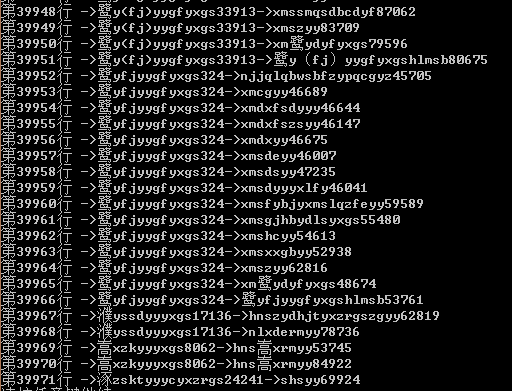 第39948行 ->鹭y(fj)yygfyxgs33913->xmssmqsdbcdyf87062
第39949行 ->鹭y(fj)yygfyxgs33913->xmszyy83709
第39950行 ->鹭y(fj)yygfyxgs33913->xm鹭ydyfyxgs79596
第39951行 ->鹭y(fj)yygfyxgs33913->鹭y（fj）yygfyxgshlmsb80675
第39952行 ->鹭yfjyygfyxgs324->njjqlqbwsbfzypqcgyz45705
第39953行 ->鹭yfjyygfyxgs324->xmcgyy46689
第39954行 ->鹭yfjyygfyxgs324->xmdxfsdyyy46644
第39955行 ->鹭yfjyygfyxgs324->xmdxfszsyy46147
第39956行 ->鹭yfjyygfyxgs324->xmdxyy46675
第39957行 ->鹭yfjyygfyxgs324->xmsdeyy46007
第39958行 ->鹭yfjyygfyxgs324->xmsdsyy47235
第39959行 ->鹭yfjyygfyxgs324->xmsdyyyxlfy46041
第39960行 ->鹭yfjyygfyxgs324->xmsfybjyxmslqzfeyy59589
第39961行 ->鹭yfjyygfyxgs324->xmsgjhbydlsyxgs55480
第39962行 ->鹭yfjyygfyxgs324->xmshcyy54613
第39963行 ->鹭yfjyygfyxgs324->xmsxxgbyy52938
第39964行 ->鹭yfjyygfyxgs324->xmszyy62816
第39965行 ->鹭yfjyygfyxgs324->xm鹭ydyfyxgs48674
第39966行 ->鹭yfjyygfyxgs324->鹭yfjyygfyxgshlmsb53761
第39967行 ->濮yssdyyyxgs17136->hnszydhjtyxzrgszgyy62819
第39968行 ->濮yssdyyyxgs17136->nlxdermyy78736
第39969行 ->高xzkyyyxgs8062->hns高xrmyy53745
第39970行 ->高xzkyyyxgs8062->hns高xrmyy84922
第39971行 ->涿zsktyyycyxzrgs24241->shsyy69924